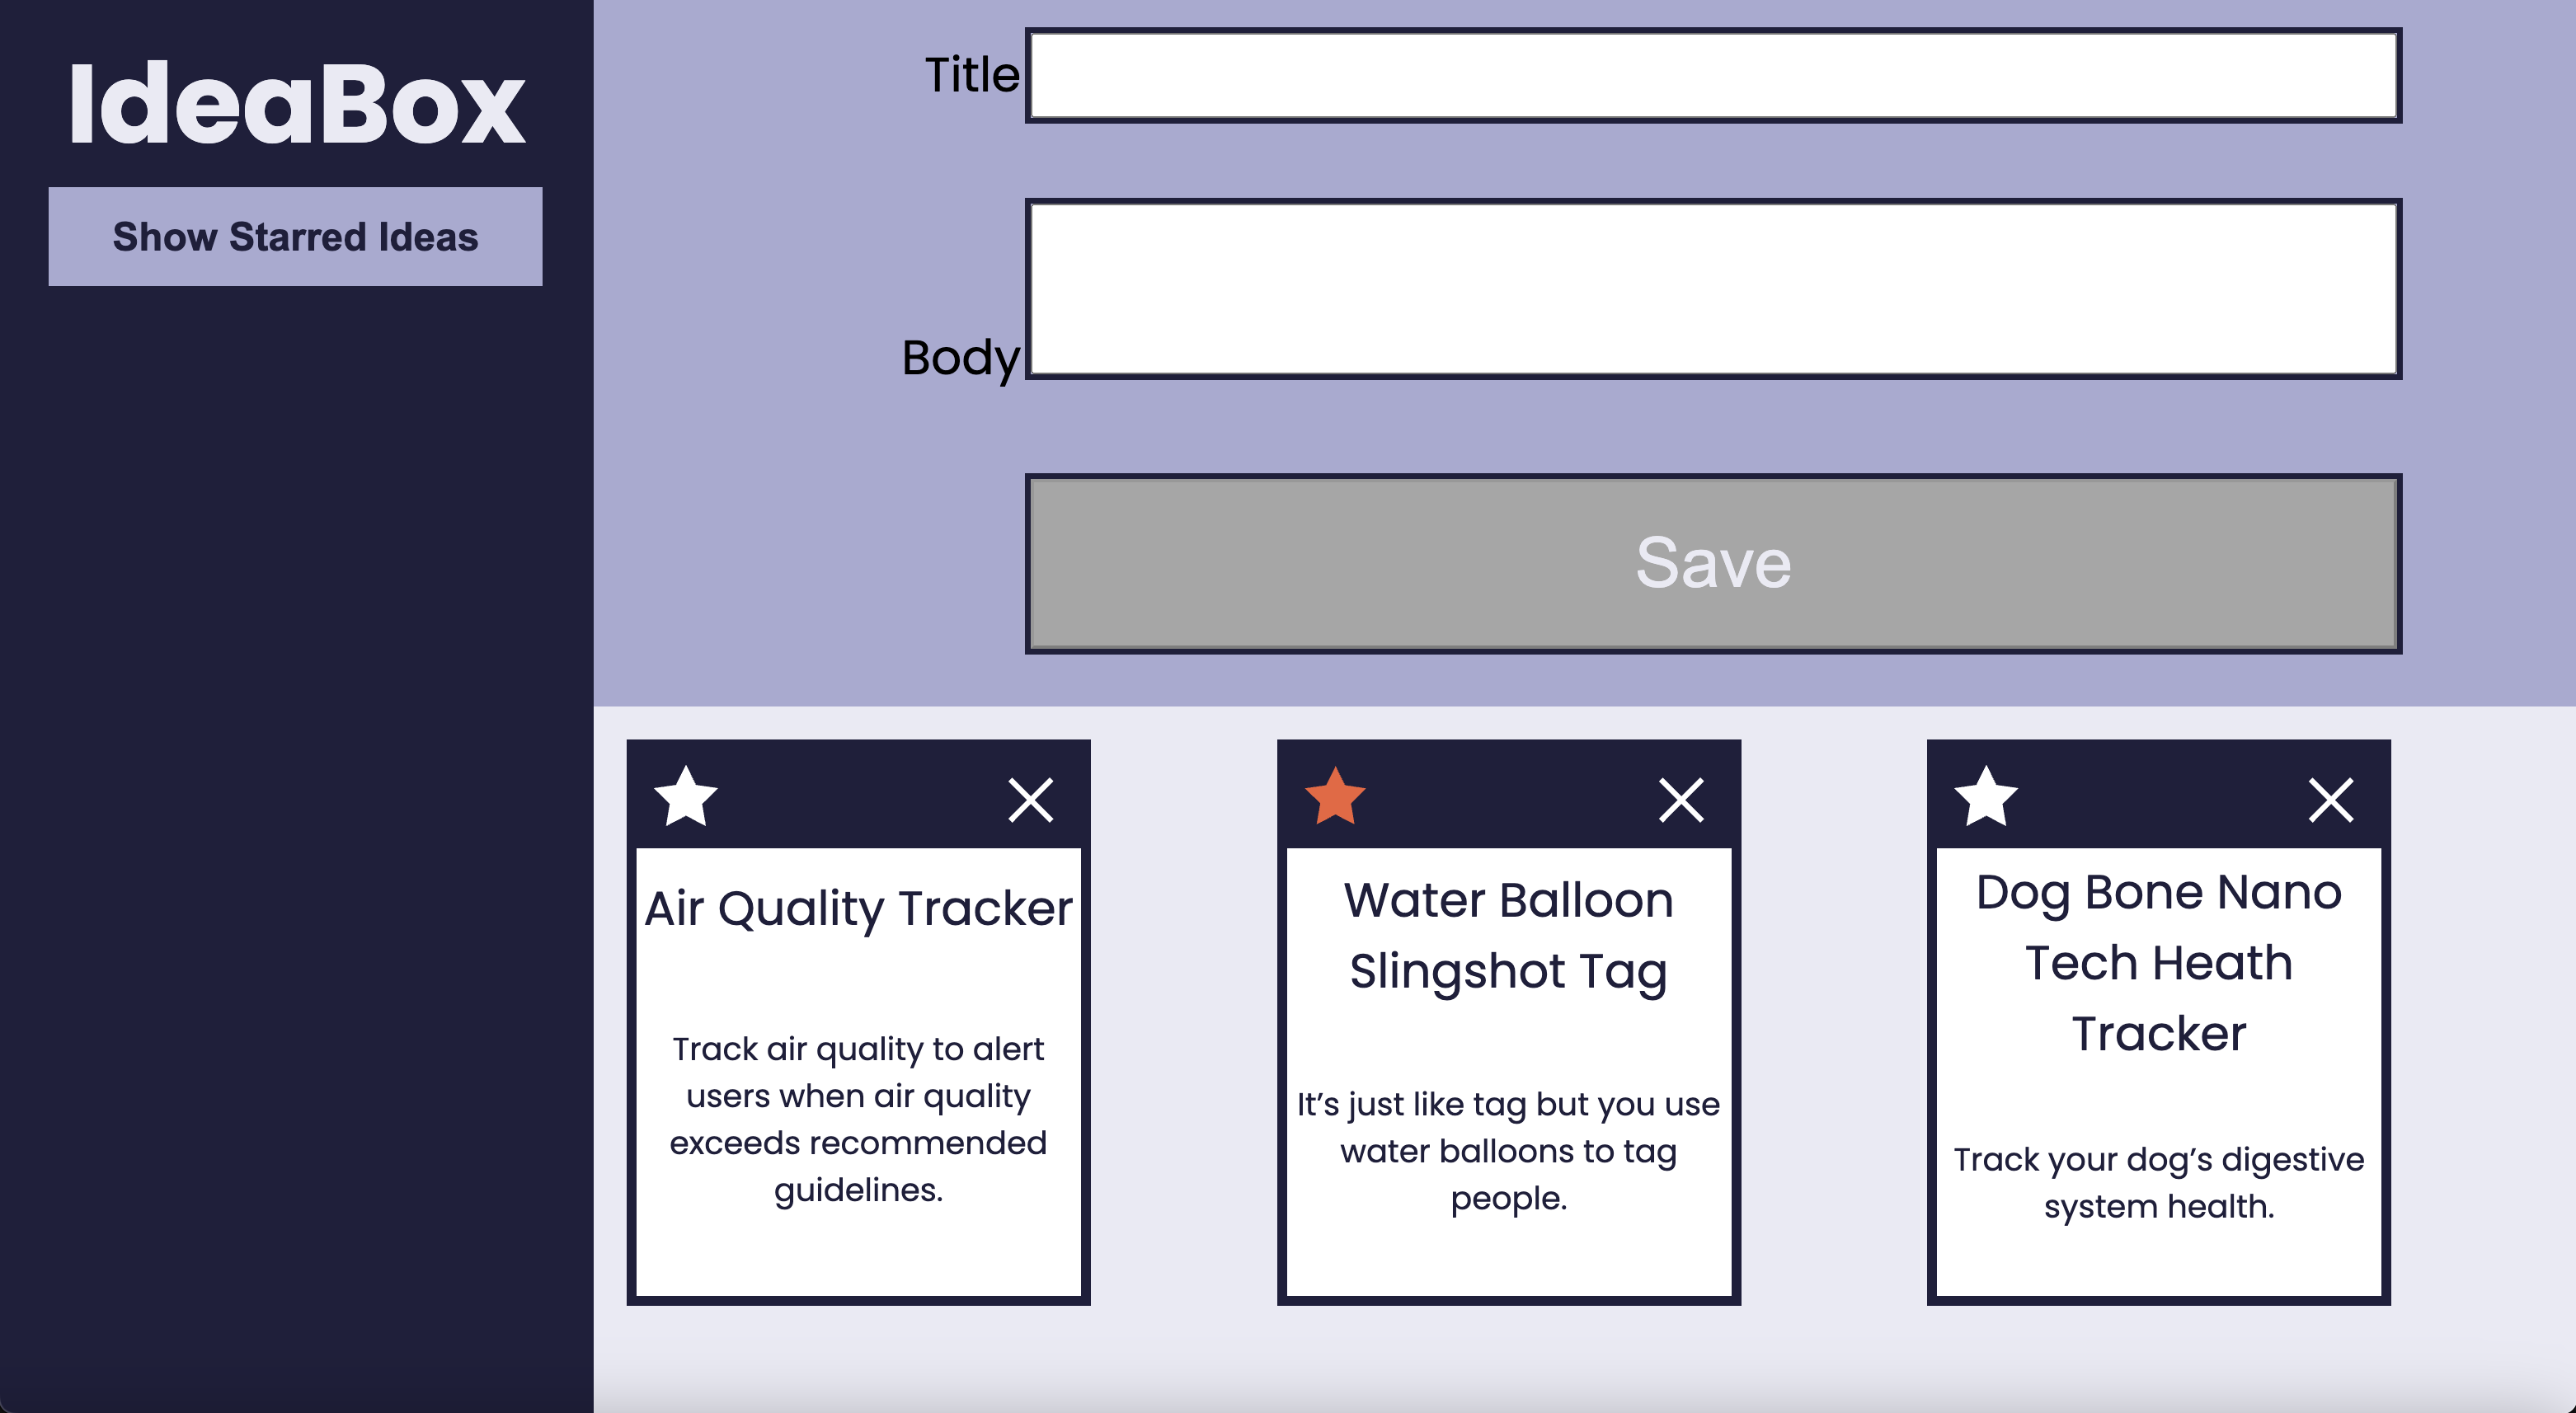 IdeaBox
Show Starred Ideas
Title
Body
Save
Air Quality Tracker
Track air quality to alert
users when air quality
exceeds recommended
guidelines.
Water Balloon
Slingshot Tag
It’s just like tag but you use
water balloons to tag
people.
Dog Bone Nano
Tech Heath
Tracker
Track your dog’s digestive
system health.